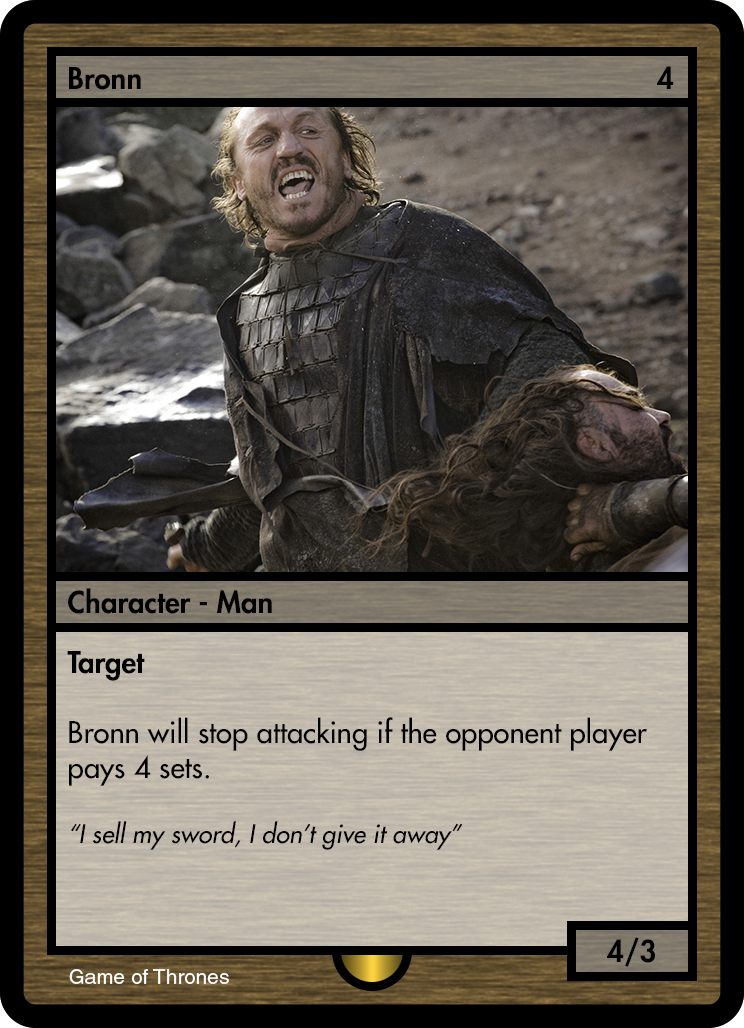 Bronn 4
Character - Man
Target
Bronn will stop attacking if the opponent player
pays 4 sets.
“I sell my sword, I don’t give it away”
4/3
Game of Thrones